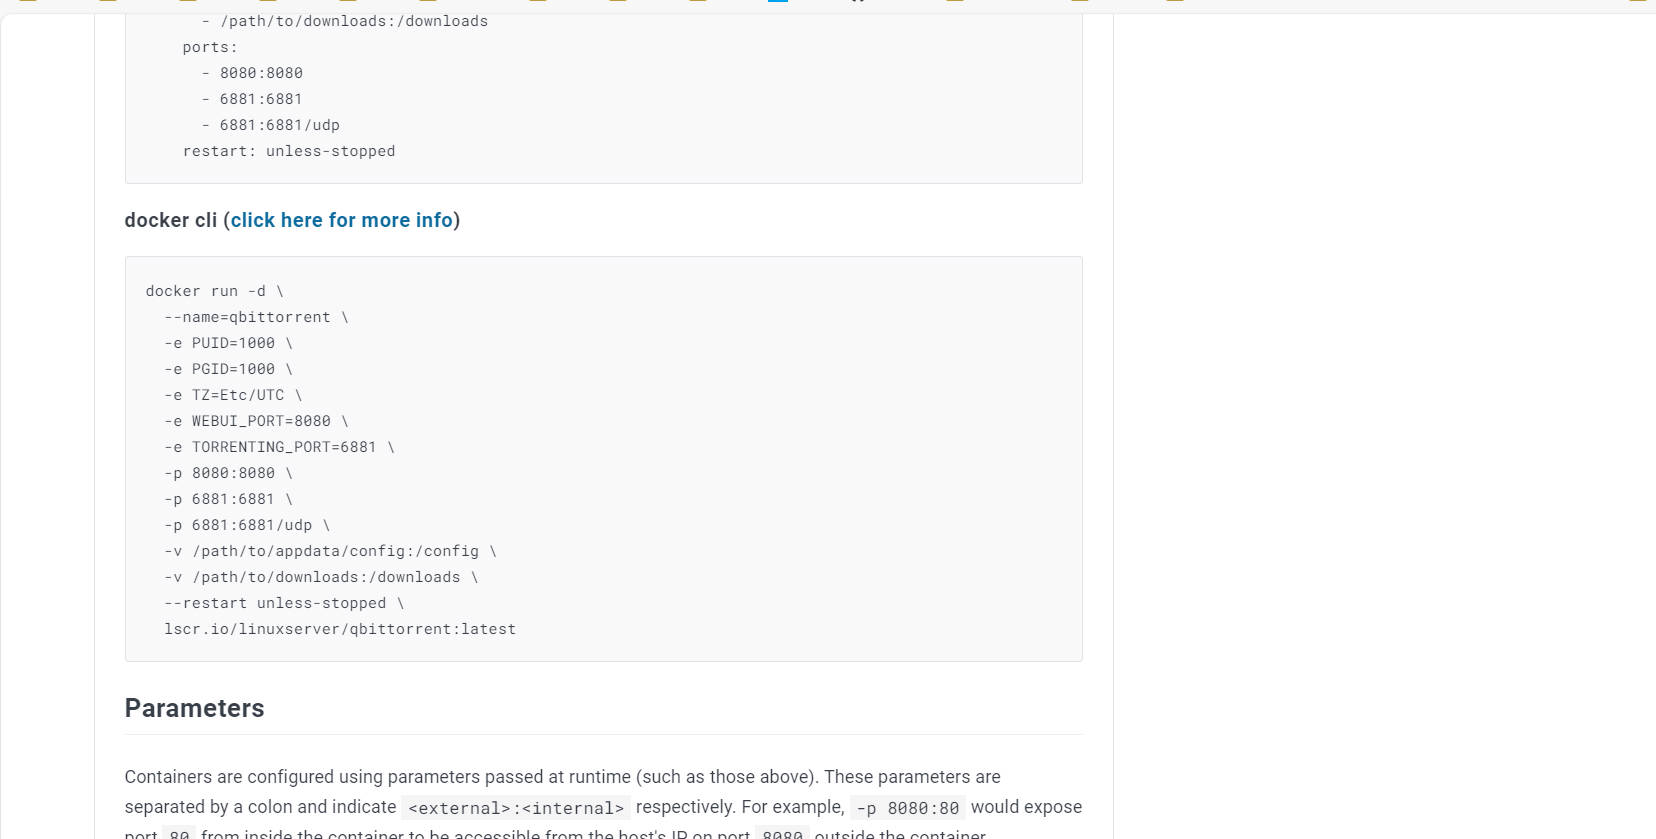 - /path/to/downloads:/downloads
ports:
- 8080:8080
- 6881:6881
- 6881:6881/udp
restart: unless-stopped
docker cli (click here for more info)
docker run -d \
--name=qbittorrent \
-e PUID=1000 \
-e PGID=1000 \
-e TZ=Etc/UTC \
-e WEBUI_PORT=8080 \
-e TORRENTING_PORT=6881 \
-p 8080:8080 \
-p 6881:6881 \
-p 6881:6881/udp \
-v /path/to/appdata/config:/config \
-v /path/to/downloads:/downloads \
--restart unless-stopped \
lscr.io/linuxserver/qbittorrent:latest
Parameters
Containers are configured using parameters passed at runtime (such as those above). These parameters are
separated by a colon and indicate <external>:<internal> respectively. For example, -p 8080:80 would expose
port 80 from inside the container to be accessible from the host's IP on port 8080 outside the container.